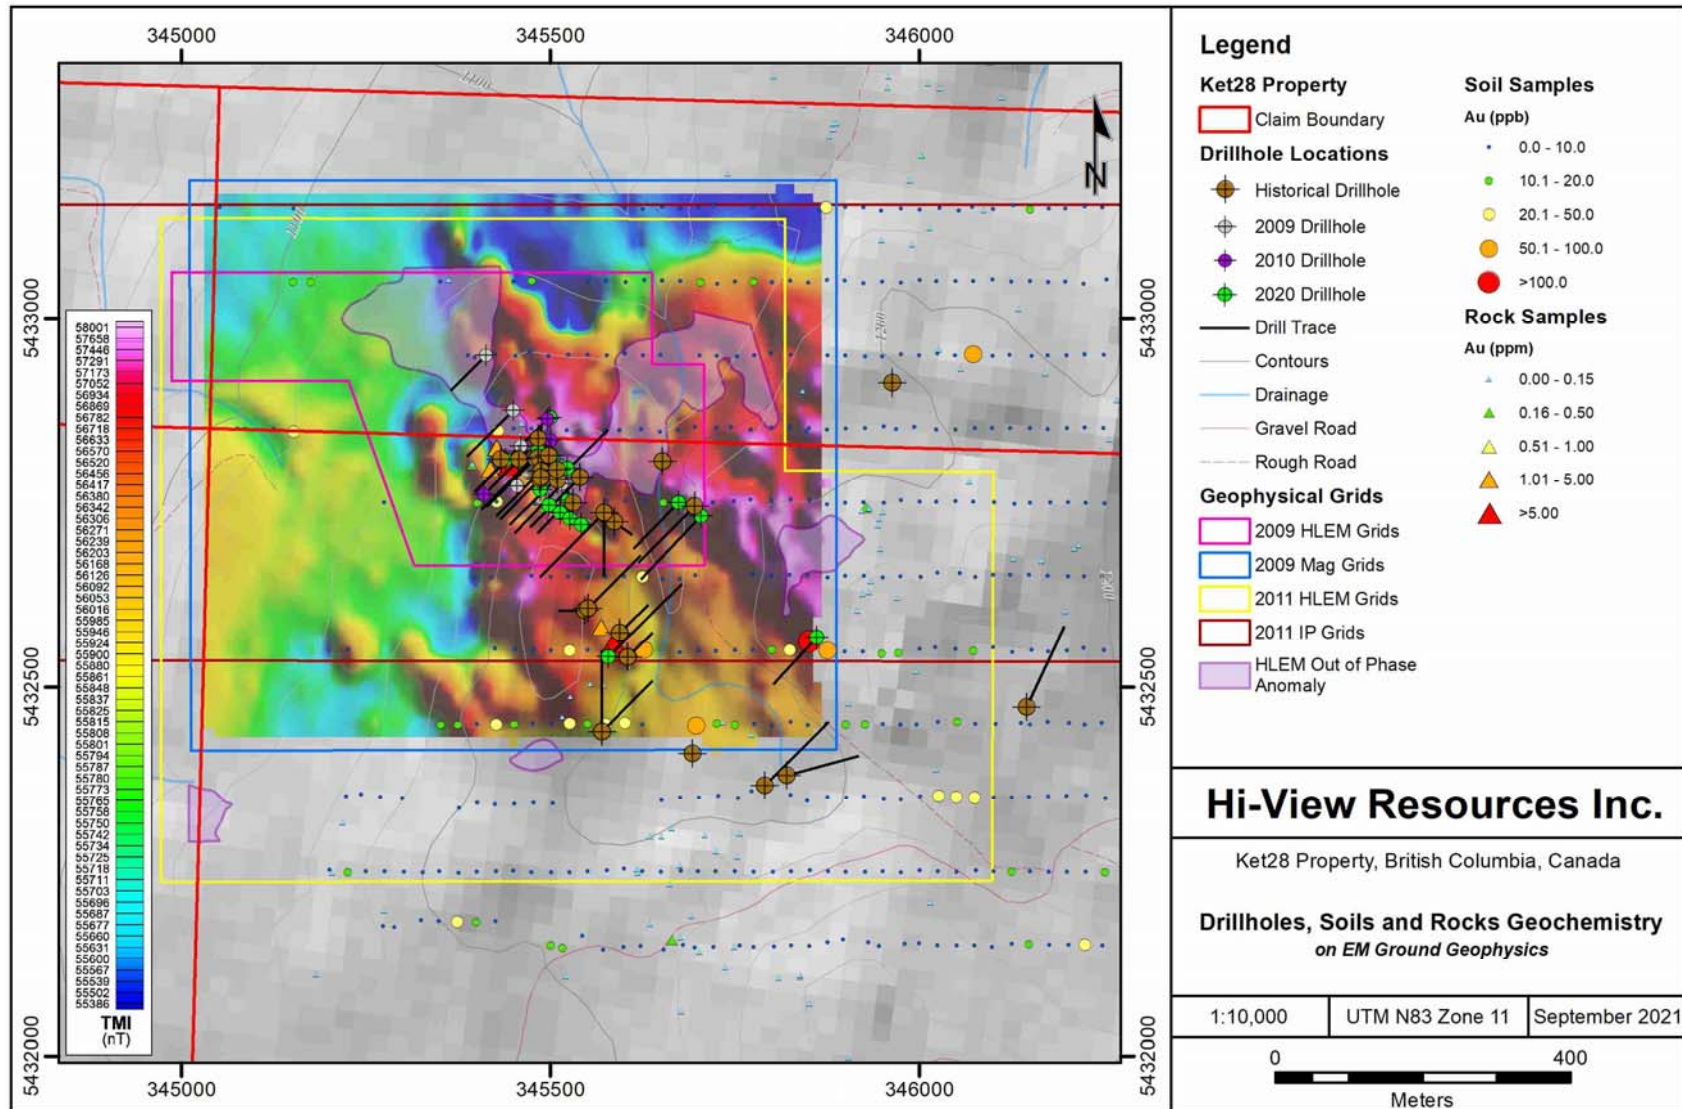 345000 345500 346000
5433000
5432500
5432000
5433000
5432500
5432000
345000 345500 346000
1100
1100
1200
1200
N
58001
57658
57446
57291
57173
57052
56934
56869
56782
56718
56633
56570
56520
56458
56417
56380
56342
56306
56271
56239
56203
56168
56126
56092
56053
56016
55985
55946
55924
55900
55880
55861
55848
55837
55825
55815
55808
55801
55794
55787
55780
55773
55765
55756
55750
55742
55734
55725
55718
55711
55703
55696
55687
55677
55660
55631
55600
55567
55539
55502
55386
TMI
(nT)
Legend
Ket28 Property
Claim Boundary
Drillhole Locations
Historical Drillhole
2009 Drillhole
2010 Drillhole
2020 Drillhole
Drill Trace
Contours
Drainage
Gravel Road
Rough Road
Geophysical Grids
2009 HLEM Grids
2009 Mag Grids
2011 HLEM Grids
2011 IP Grids
HLEM Out of Phase
Anomaly
Soil Samples
Au (ppb)
0.0 - 10.0
10.1 - 20.0
20.1 - 50.0
50.1 - 100.0
>100.0
Rock Samples
Au (ppm)
0.00 - 0.15
0.16 - 0.50
0.51 - 1.00
1.01 - 5.00
>5.00
Hi-View Resources Inc.
Ket28 Property, British Columbia, Canada
Drillholes, Soils and Rocks Geochemistry
on EM Ground Geophysics
1:10,000 UTM N83 Zone 11 September 2021
0 400
Meters